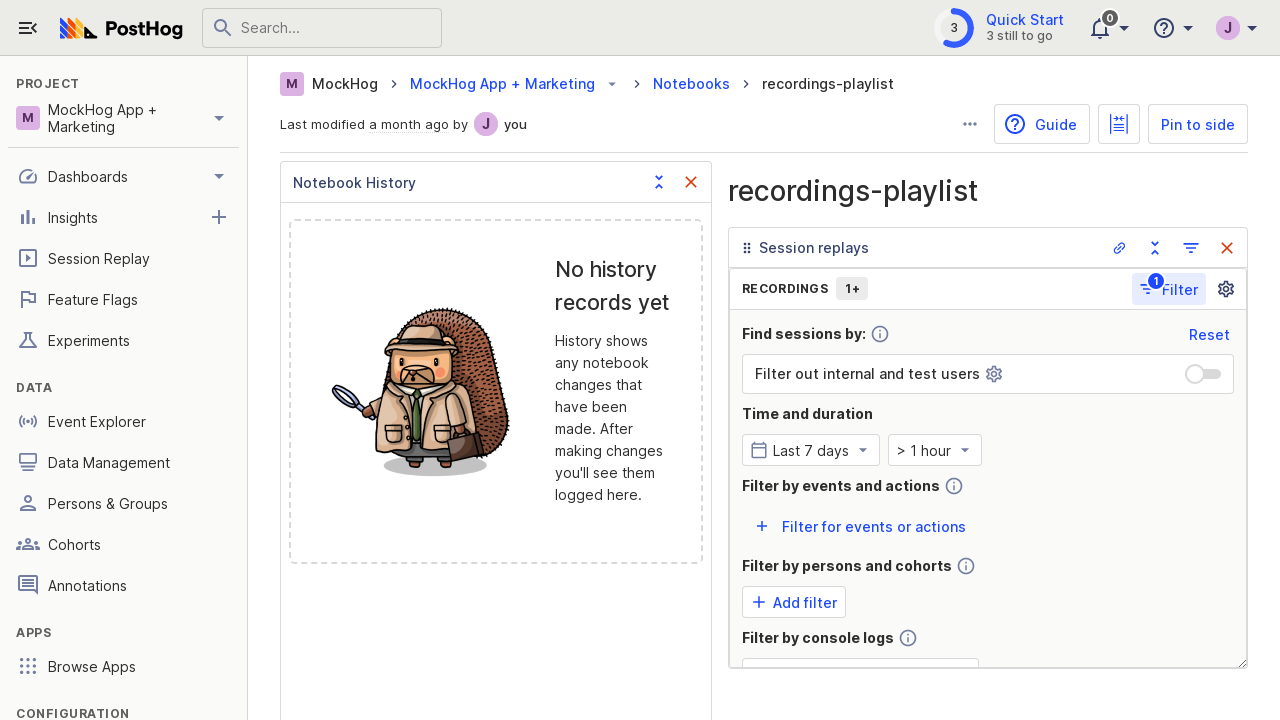 PostHog
Search...
3
Quick Start
3 still to go
0
J
PROJECT
M
MockHog App +
Marketing
Dashboards
Insights
Session Replay
Feature Flags
Experiments
DATA
Event Explorer
Data Management
Persons & Groups
Cohorts
Annotations
APPS
Browse Apps
CONFIGURATION
M MockHog
MockHog App + Marketing
Notebooks
recordings-playlist
Last modified a month ago by J you
Guide
Pin to side
Notebook History
No history
records yet
History shows
any notebook
changes that
have been
made. After
making changes
you'll see them
logged here.
recordings-playlist
Session replays
RECORDINGS 1+
1
Filter
Find sessions by:
Reset
Filter out internal and test users
Time and duration
Last 7 days
> 1 hour
Filter by events and actions
Filter for events or actions
Filter by persons and cohorts
Add filter
Filter by console logs